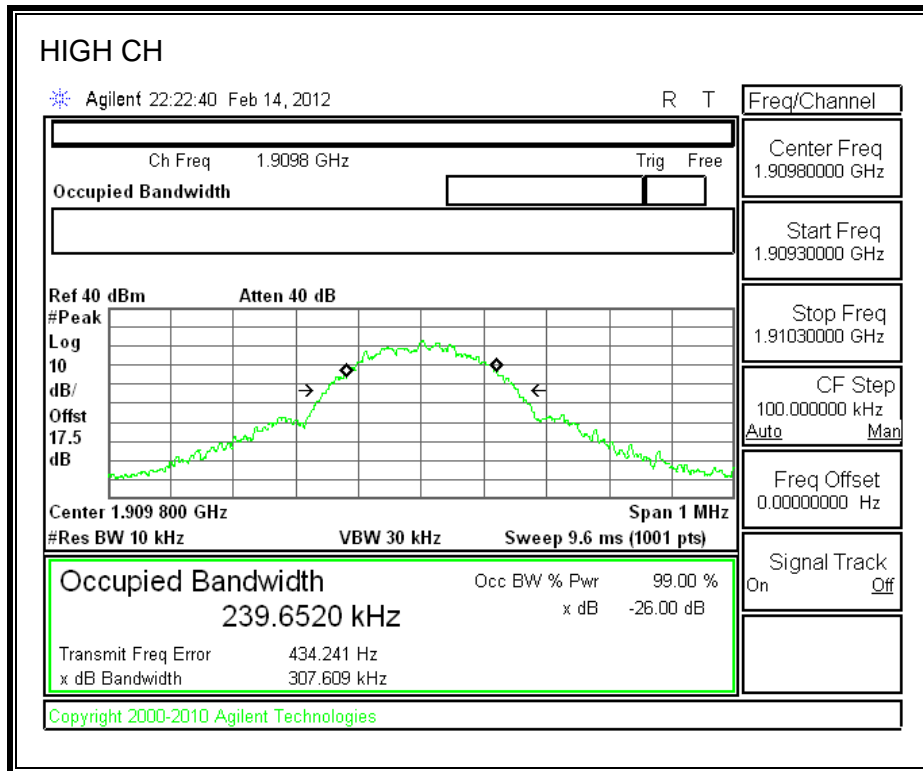 HIGH CH
Agilent 22:22:40 Feb 14, 2012 R T
Freq/Channel
Ch Freq 1.9098 GHz Trig Free
Occupied Bandwidth
Center Freq
1.90980000 GHz
Start Freq
1.90930000 GHz
Stop Freq
1.91030000 GHz
CF Step
100.000000 kHz
Auto Man
Freq Offset
0.00000000 Hz
Signal Track
On Off
Ref 40 dBm Atten 40 dB
#Peak
Log
10
dB/
Offst
17.5
dB
Center 1.909 800 GHz Span 1 MHz
#Res BW 10 kHz VBW 30 kHz Sweep 9.6 ms (1001 pts)
Occupied Bandwidth Occ BW % Pwr 99.00 %
239.6520 kHz x dB -26.00 dB
Transmit Freq Error 434.241 Hz
x dB Bandwidth 307.609 kHz
Copyright 2000-2010 Agilent Technologies